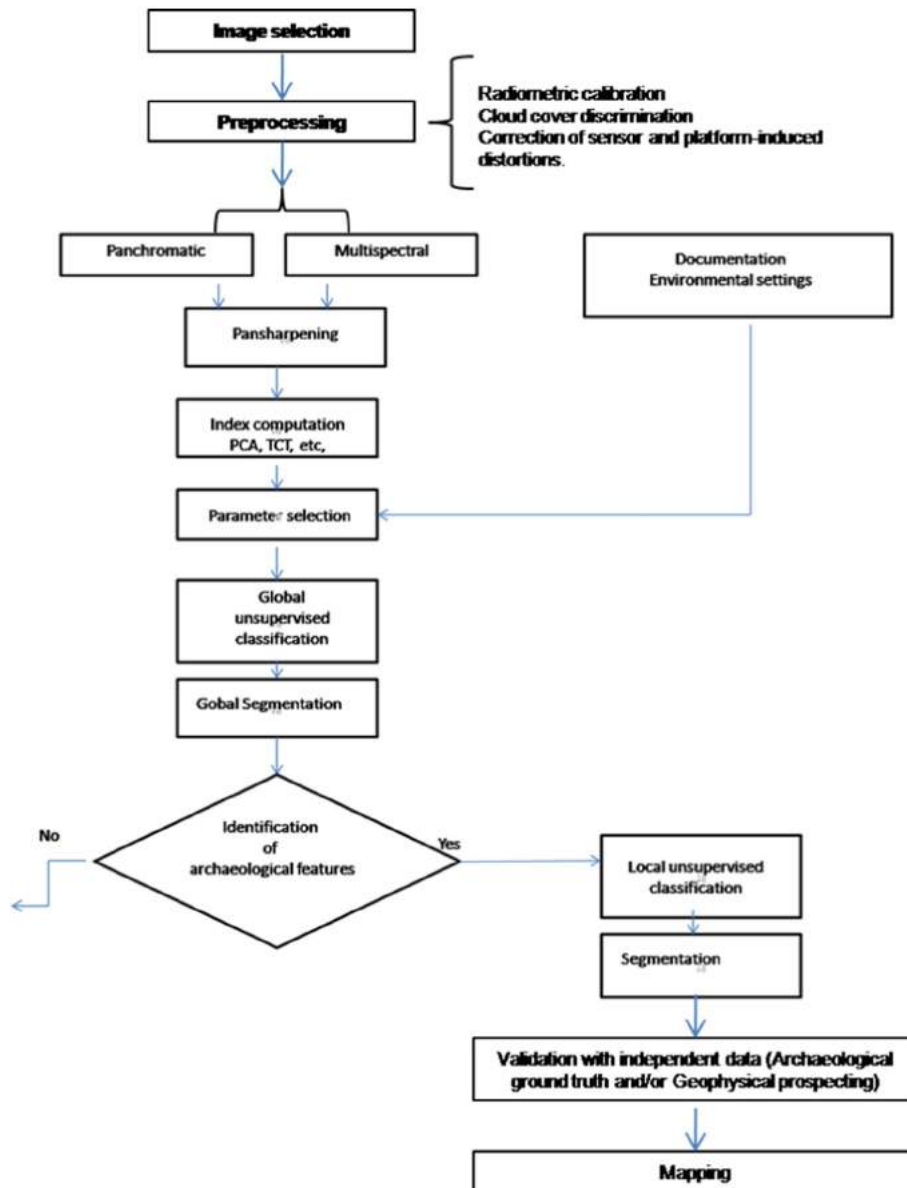 Image selection
Preprocessing
Radiometric calibration
Cloud cover discrimination
Correction of sensor and platform-induced
distortions.
Panchromatic
Multispectral
Documentation
Environmental settings
Pansharpening
Index computation
PCA, TCT, etc,
Parameter selection
Global
unsupervised
classification
Gobal Segmentation
Identification
of
archaeological features
No
Yes
Local unsupervised
classification
Segmentation
Validation with independent data (Archaeological
ground truth and/or Geophysical prospecting)
Mapping